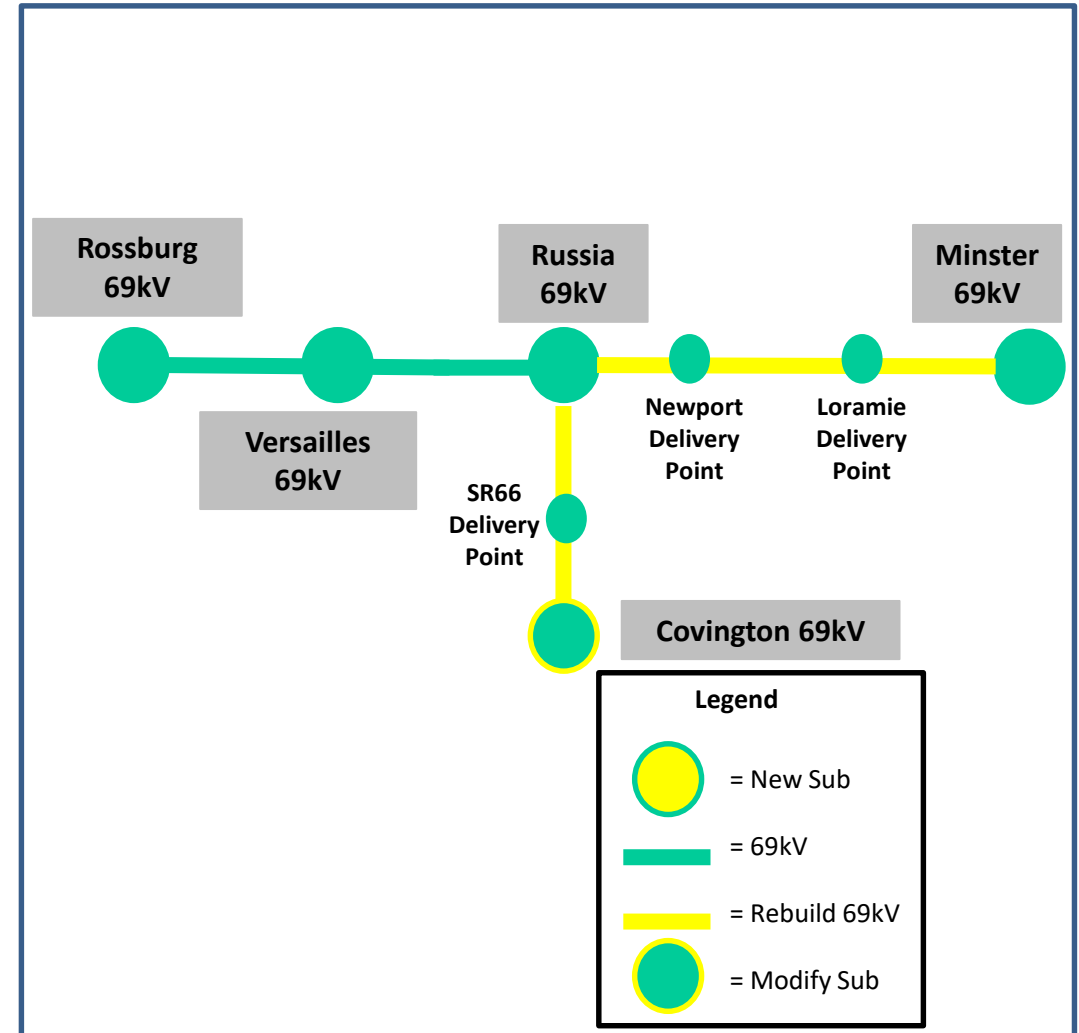 Rossburg
69kV
Russia
69kV
Minster
69kV
Versailles
69kV
Newport
Delivery
Point
Loramie
Delivery
Point
SR66
Delivery
Point
Covington 69kV
Legend
= New Sub
= 69kV
= Rebuild 69kV
= Modify Sub